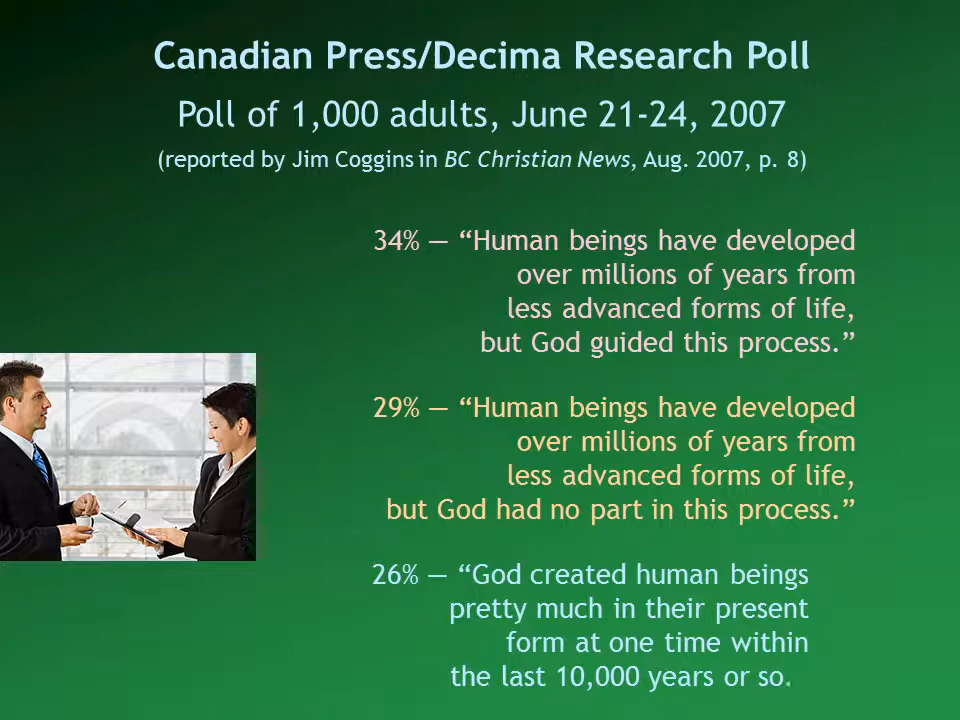 Canadian Press/Decima Research Poll
Poll of 1,000 adults, June 21-24, 2007
(reported by Jim Coggins in BC Christian News, Aug. 2007, p. 8)
34% — “Human beings have developed
over millions of years from
less advanced forms of life,
but God guided this process.”
29% — “Human beings have developed
over millions of years from
less advanced forms of life,
but God had no part in this process.”
26% — “God created human beings
pretty much in their present
form at one time within
the last 10,000 years or so.